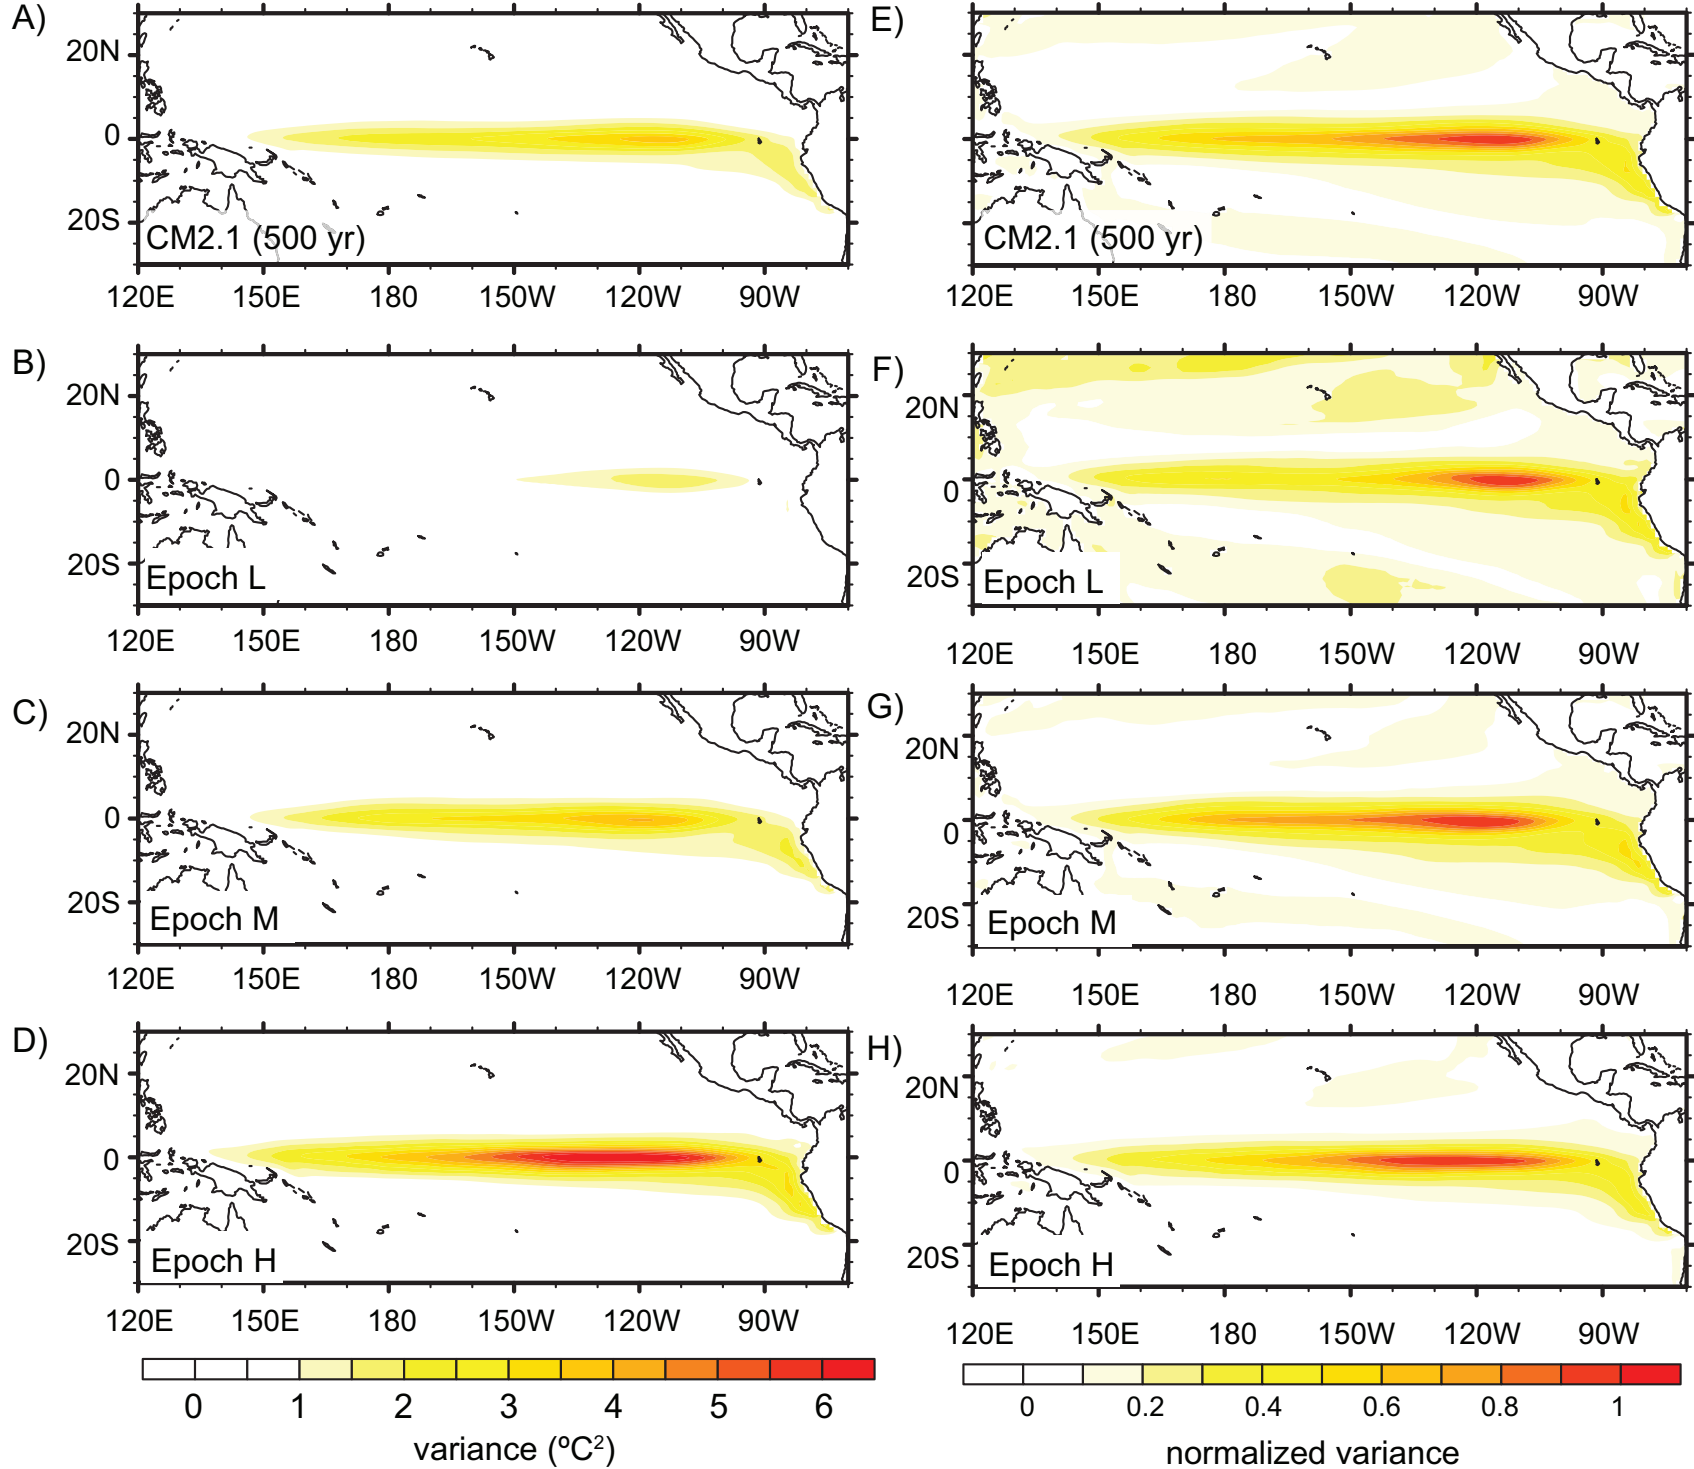 A)
20N
0
20S
CM2.1 (500 yr)
120E 150E 180 150W 120W 90W
E)
CM2.1 (500 yr)
120E 150E 180 150W 120W 90W
B)
20N
0
20S
Epoch L
120E 150E 180 150W 120W 90W
F)
20N
0
20S
Epoch L
120E 150E 180 150W 120W 90W
C)
20N
0
20S
Epoch M
120E 150E 180 150W 120W 90W
G)
20N
0
20S
Epoch M
120E 150E 180 150W 120W 90W
D)
20N
0
20S
Epoch H
120E 150E 180 150W 120W 90W
H)
20N
0
20S
Epoch H
120E 150E 180 150W 120W 90W
0 1 2 3 4 5 6
variance (ºC²)
0 0.2 0.4 0.6 0.8 1
normalized variance